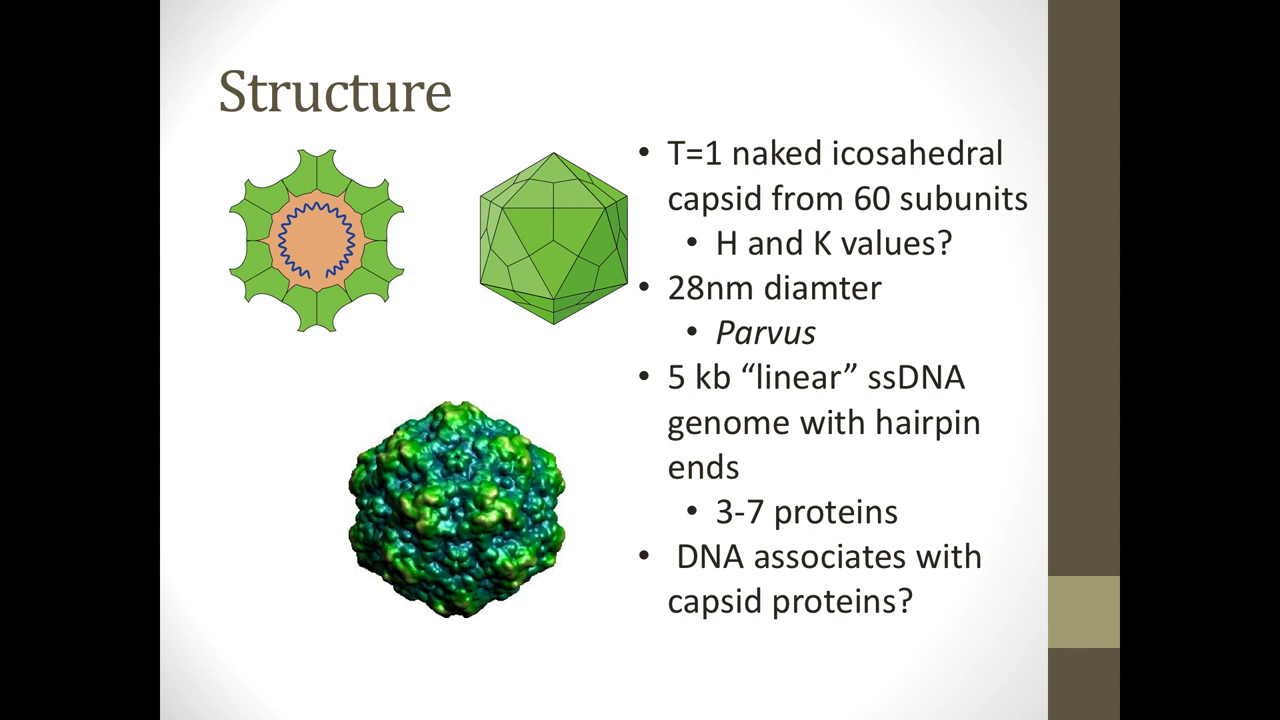 Structure
• T=1 naked icosahedral
capsid from 60 subunits
• H and K values?
• 28nm diamter
• Parvus
• 5 kb “linear” ssDNA
genome with hairpin
ends
• 3-7 proteins
• DNA associates with
capsid proteins?